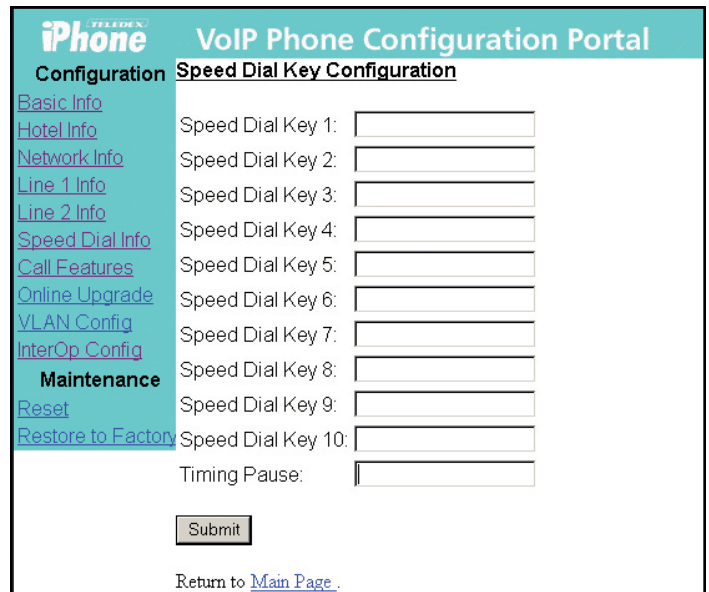 TELEDEX
iPhone
VoIP Phone Configuration Portal
Configuration
Basic Info
Hotel Info
Network Info
Line 1 Info
Line 2 Info
Speed Dial Info
Call Features
Online Upgrade
VLAN Config
InterOp Config
Maintenance
Reset
Restore to Factory
Speed Dial Key Configuration
Speed Dial Key 1:
Speed Dial Key 2:
Speed Dial Key 3:
Speed Dial Key 4:
Speed Dial Key 5:
Speed Dial Key 6:
Speed Dial Key 7:
Speed Dial Key 8:
Speed Dial Key 9:
Speed Dial Key 10:
Timing Pause:
Submit
Return to Main Page .